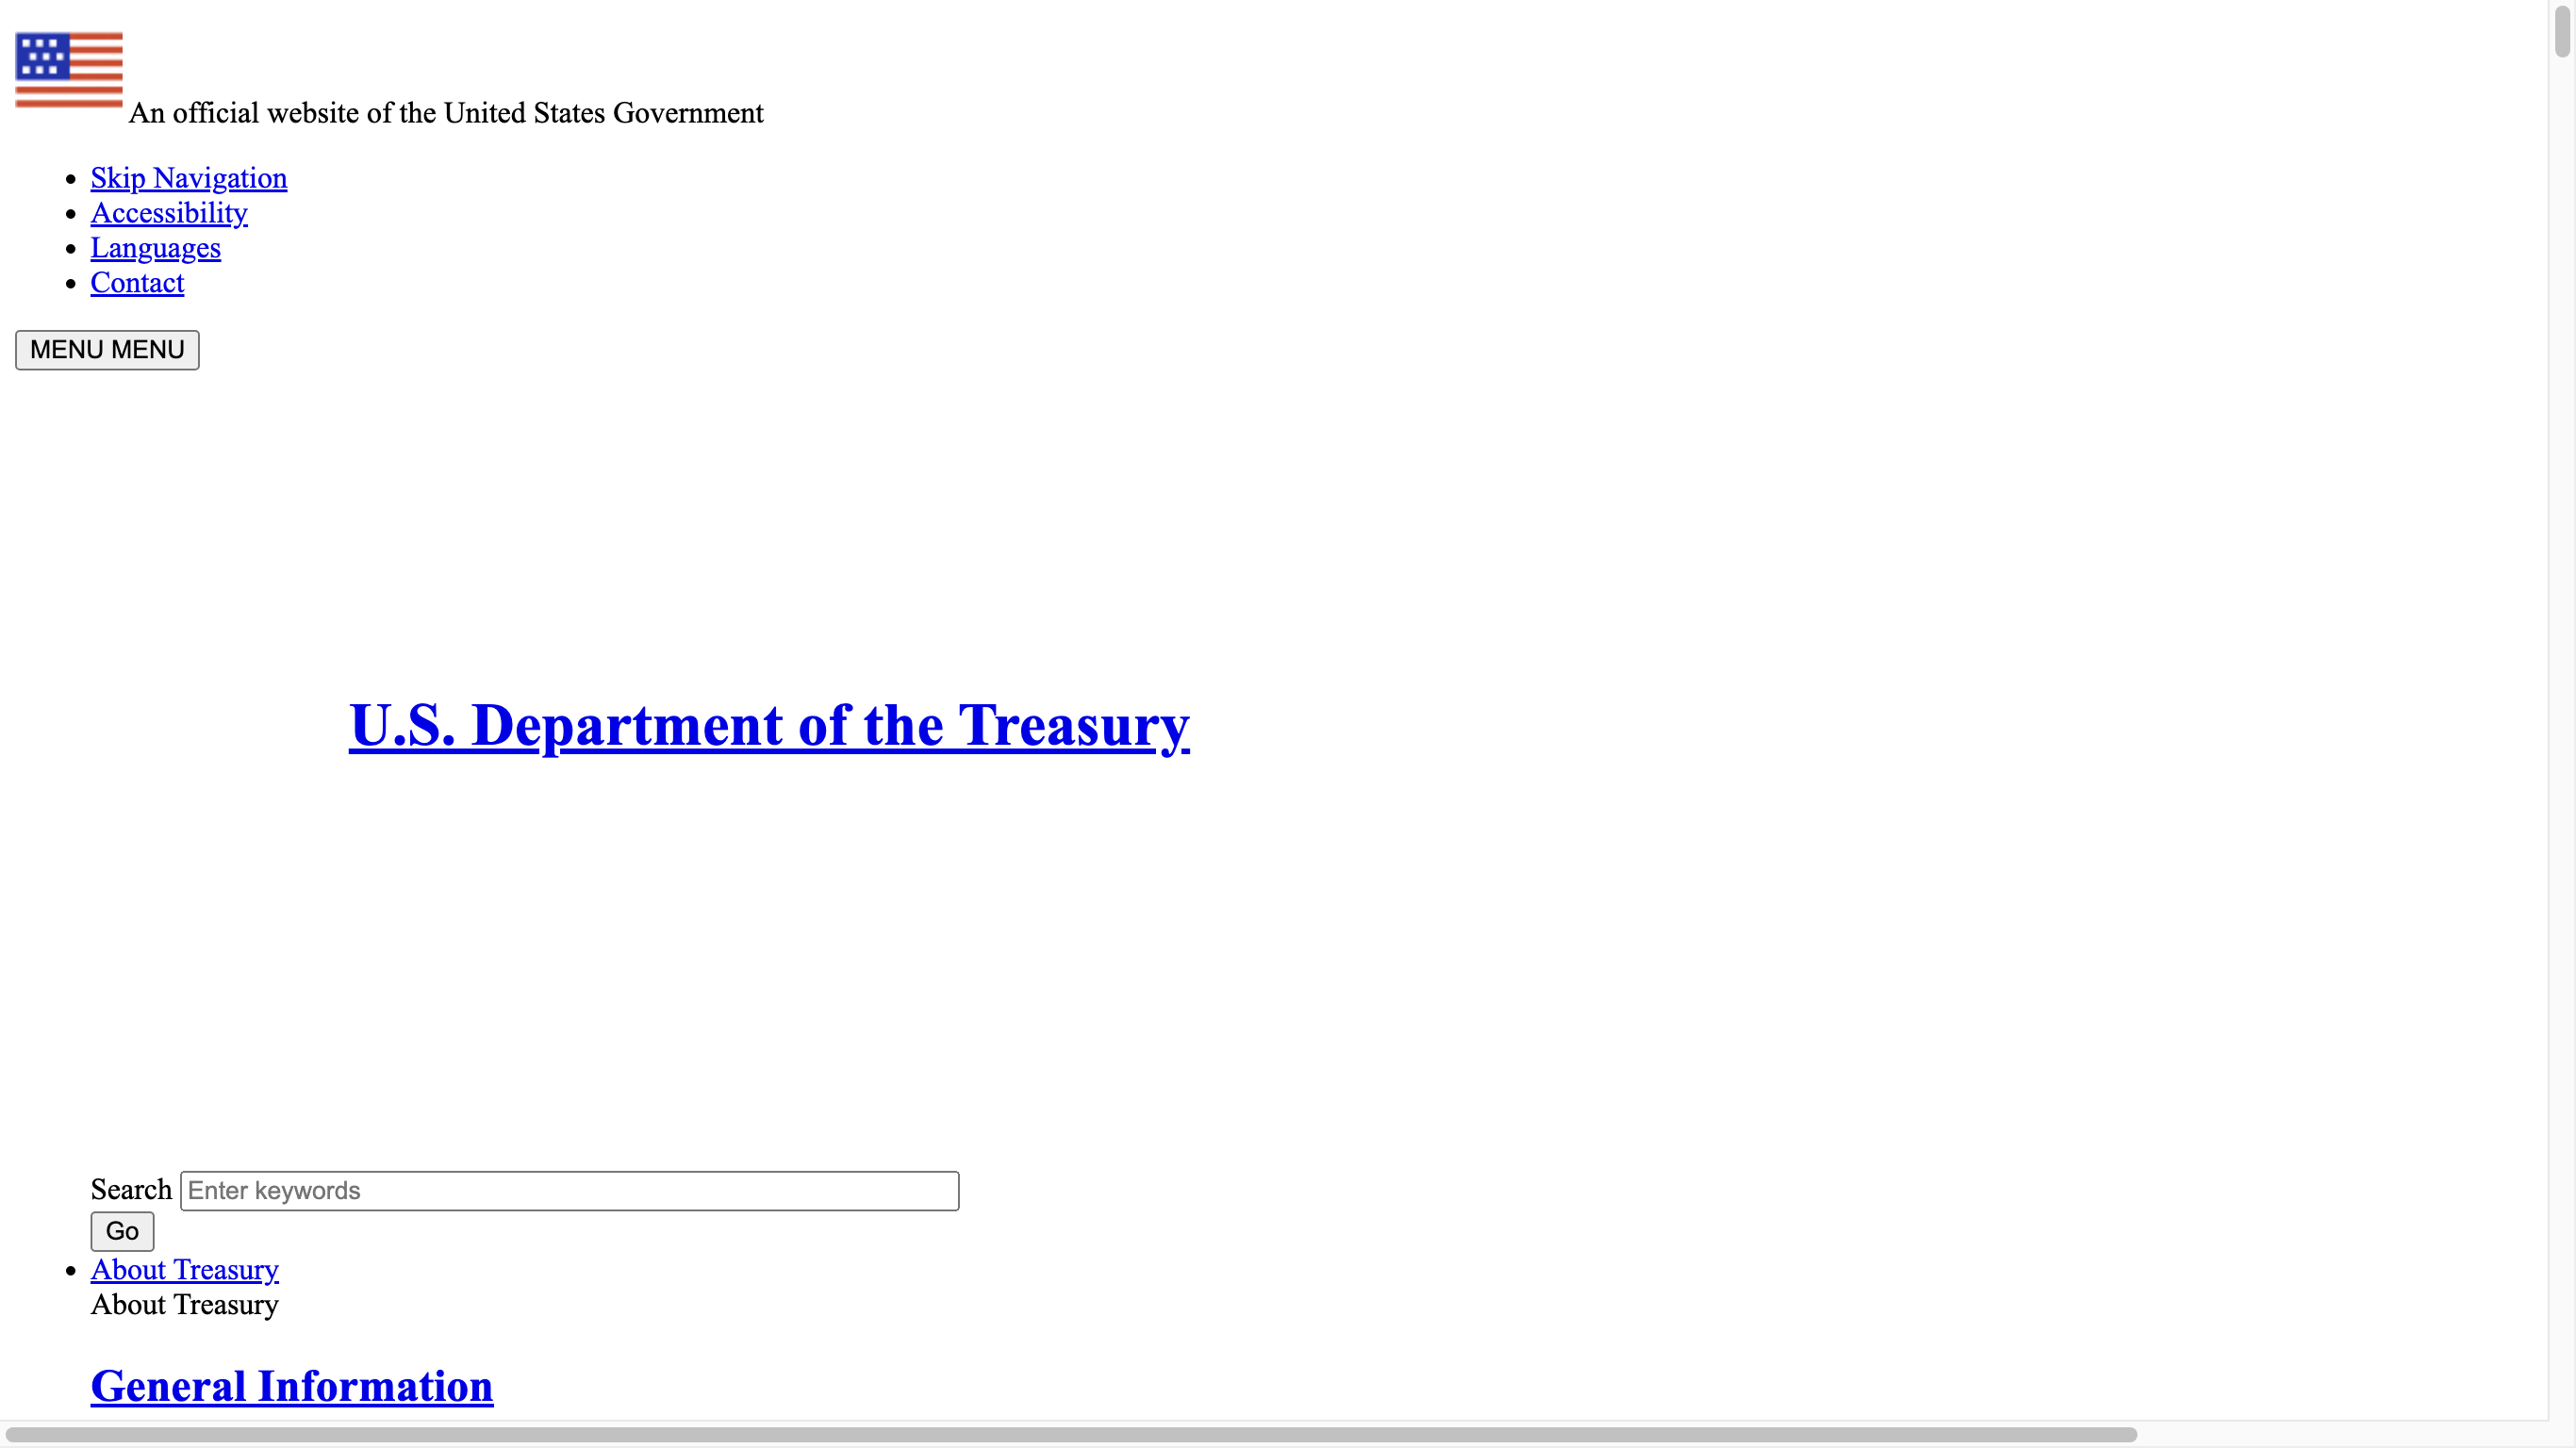 An official website of the United States Government
Skip Navigation
Accessibility
Languages
Contact
MENU MENU
U.S. Department of the Treasury
Search Enter keywords
Go
About Treasury
About Treasury
General Information